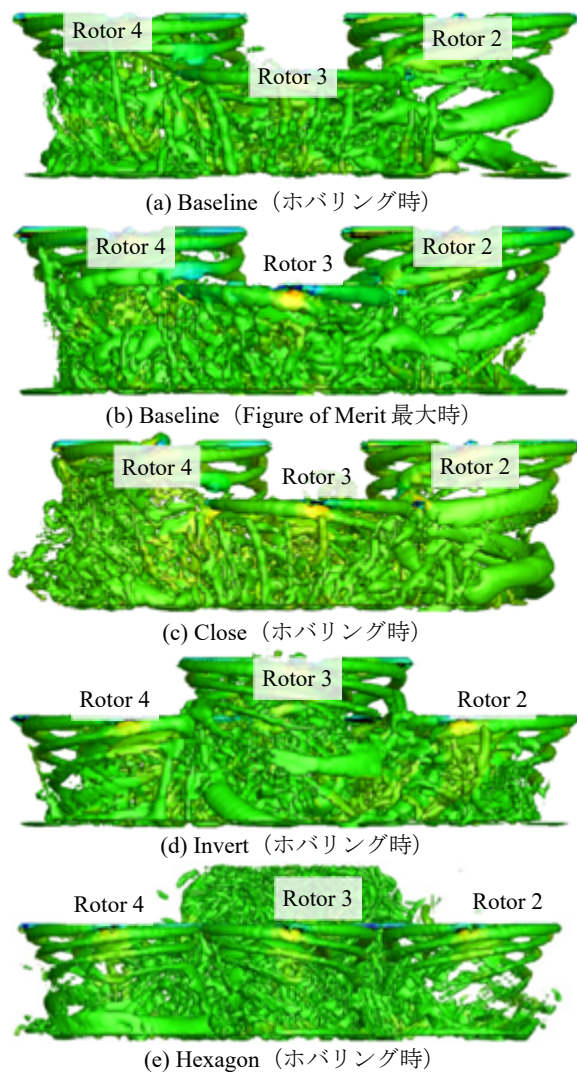 Rotor 4
Rotor 2
Rotor 3
(a) Baseline（ホバリング時）
Rotor 4
Rotor 3
Rotor 2
(b) Baseline（Figure of Merit 最大時）
Rotor 4
Rotor 3
Rotor 2
(c) Close（ホバリング時）
Rotor 3
Rotor 4
Rotor 2
(d) Invert（ホバリング時）
Rotor 4
Rotor 3
Rotor 2
(e) Hexagon（ホバリング時）